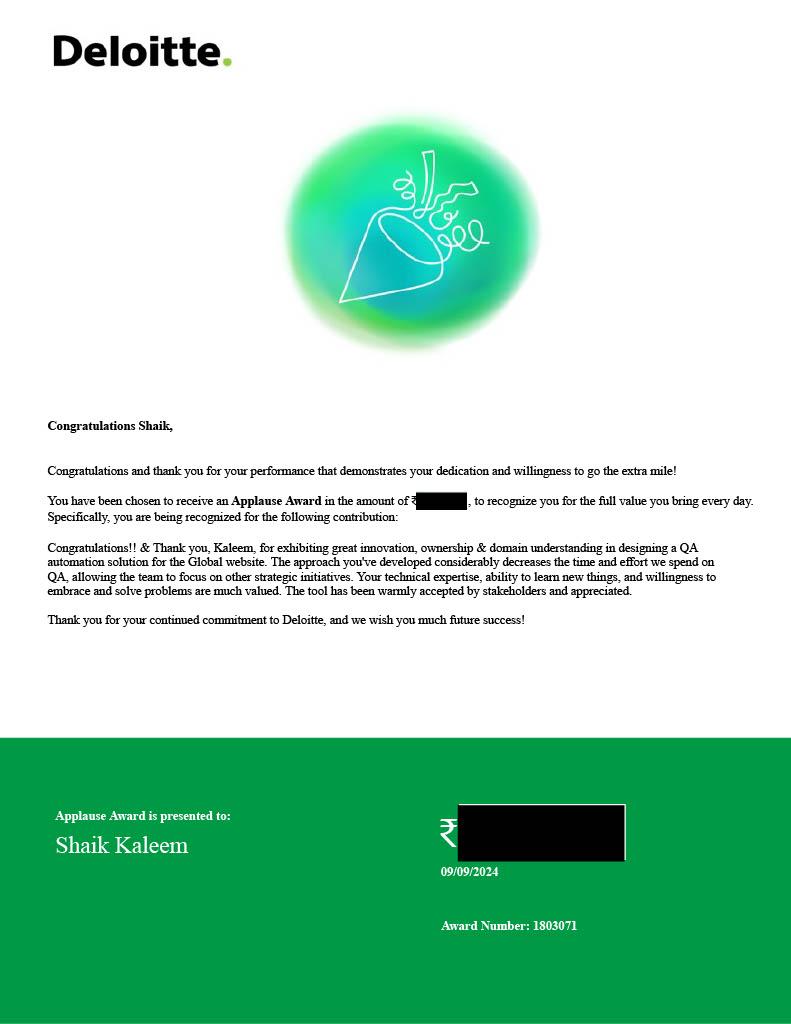 Deloitte.
Congratulations Shaik,
Congratulations and thank you for your performance that demonstrates your dedication and willingness to go the extra mile!
You have been chosen to receive an Applause Award in the amount of ₹ , to recognize you for the full value you bring every day.
Specifically, you are being recognized for the following contribution:
Congratulations!! & Thank you, Kaleem, for exhibiting great innovation, ownership & domain understanding in designing a QA
automation solution for the Global website. The approach you've developed considerably decreases the time and effort we spend on
QA, allowing the team to focus on other strategic initiatives. Your technical expertise, ability to learn new things, and willingness to
embrace and solve problems are much valued. The tool has been warmly accepted by stakeholders and appreciated.
Thank you for your continued commitment to Deloitte, and we wish you much future success!
Applause Award is presented to:
Shaik Kaleem
₹
09/09/2024
Award Number: 1803071